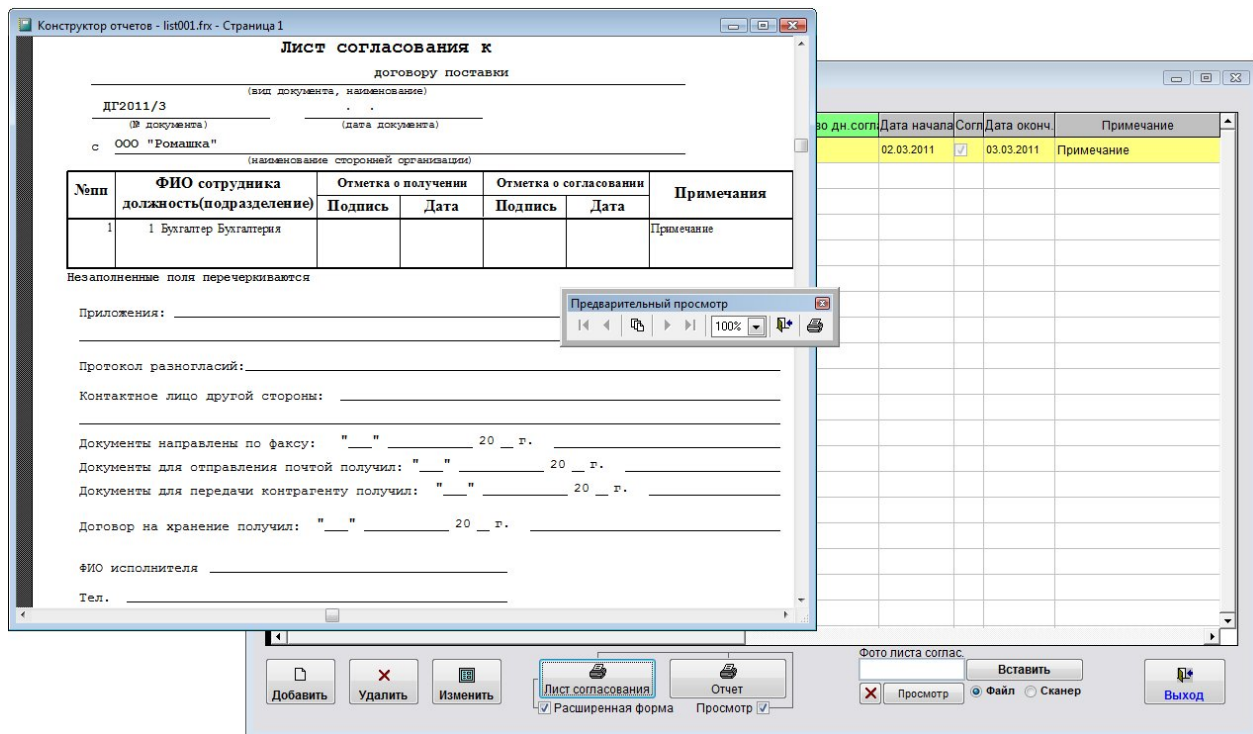 Конструктор отчетов - list001.frx - Страница 1
Лист согласования к
договору поставки
(вид документа, наименование)
ДГ2011/3 . .
(№ документа) (дата документа)
с ООО "Ромашка"
(наименование сторонней организации)
№пп ФИО сотрудника должность(подразделение) Отметка о получении Отметка о согласовании Примечания
Подпись Дата Подпись Дата
1 1 Бухгалтер Бухгалтерия Примечание
Незаполненные поля перечеркиваются
Приложения:
Протокол разногласий:
Контактное лицо другой стороны:
Документы направлены по факсу: "___" __________ 20 __ г.
Документы для отправления почтой получил: "___" __________ 20 __ г.
Документы для передачи контрагенту получил: "___" __________ 20 __ г.
Договор на хранение получил: "___" __________ 20 __ г.
ФИО исполнителя
Тел.
Предварительный просмотр
100%
во дн.согла Дата начала Согл Дата оконч. Примечание
02.03.2011 03.03.2011 Примечание
Добавить Удалить Изменить Лист согласования Отчет
Расширенная форма Просмотр
Фото листа соглас.
Вставить
Просмотр Файл Сканер
Выход